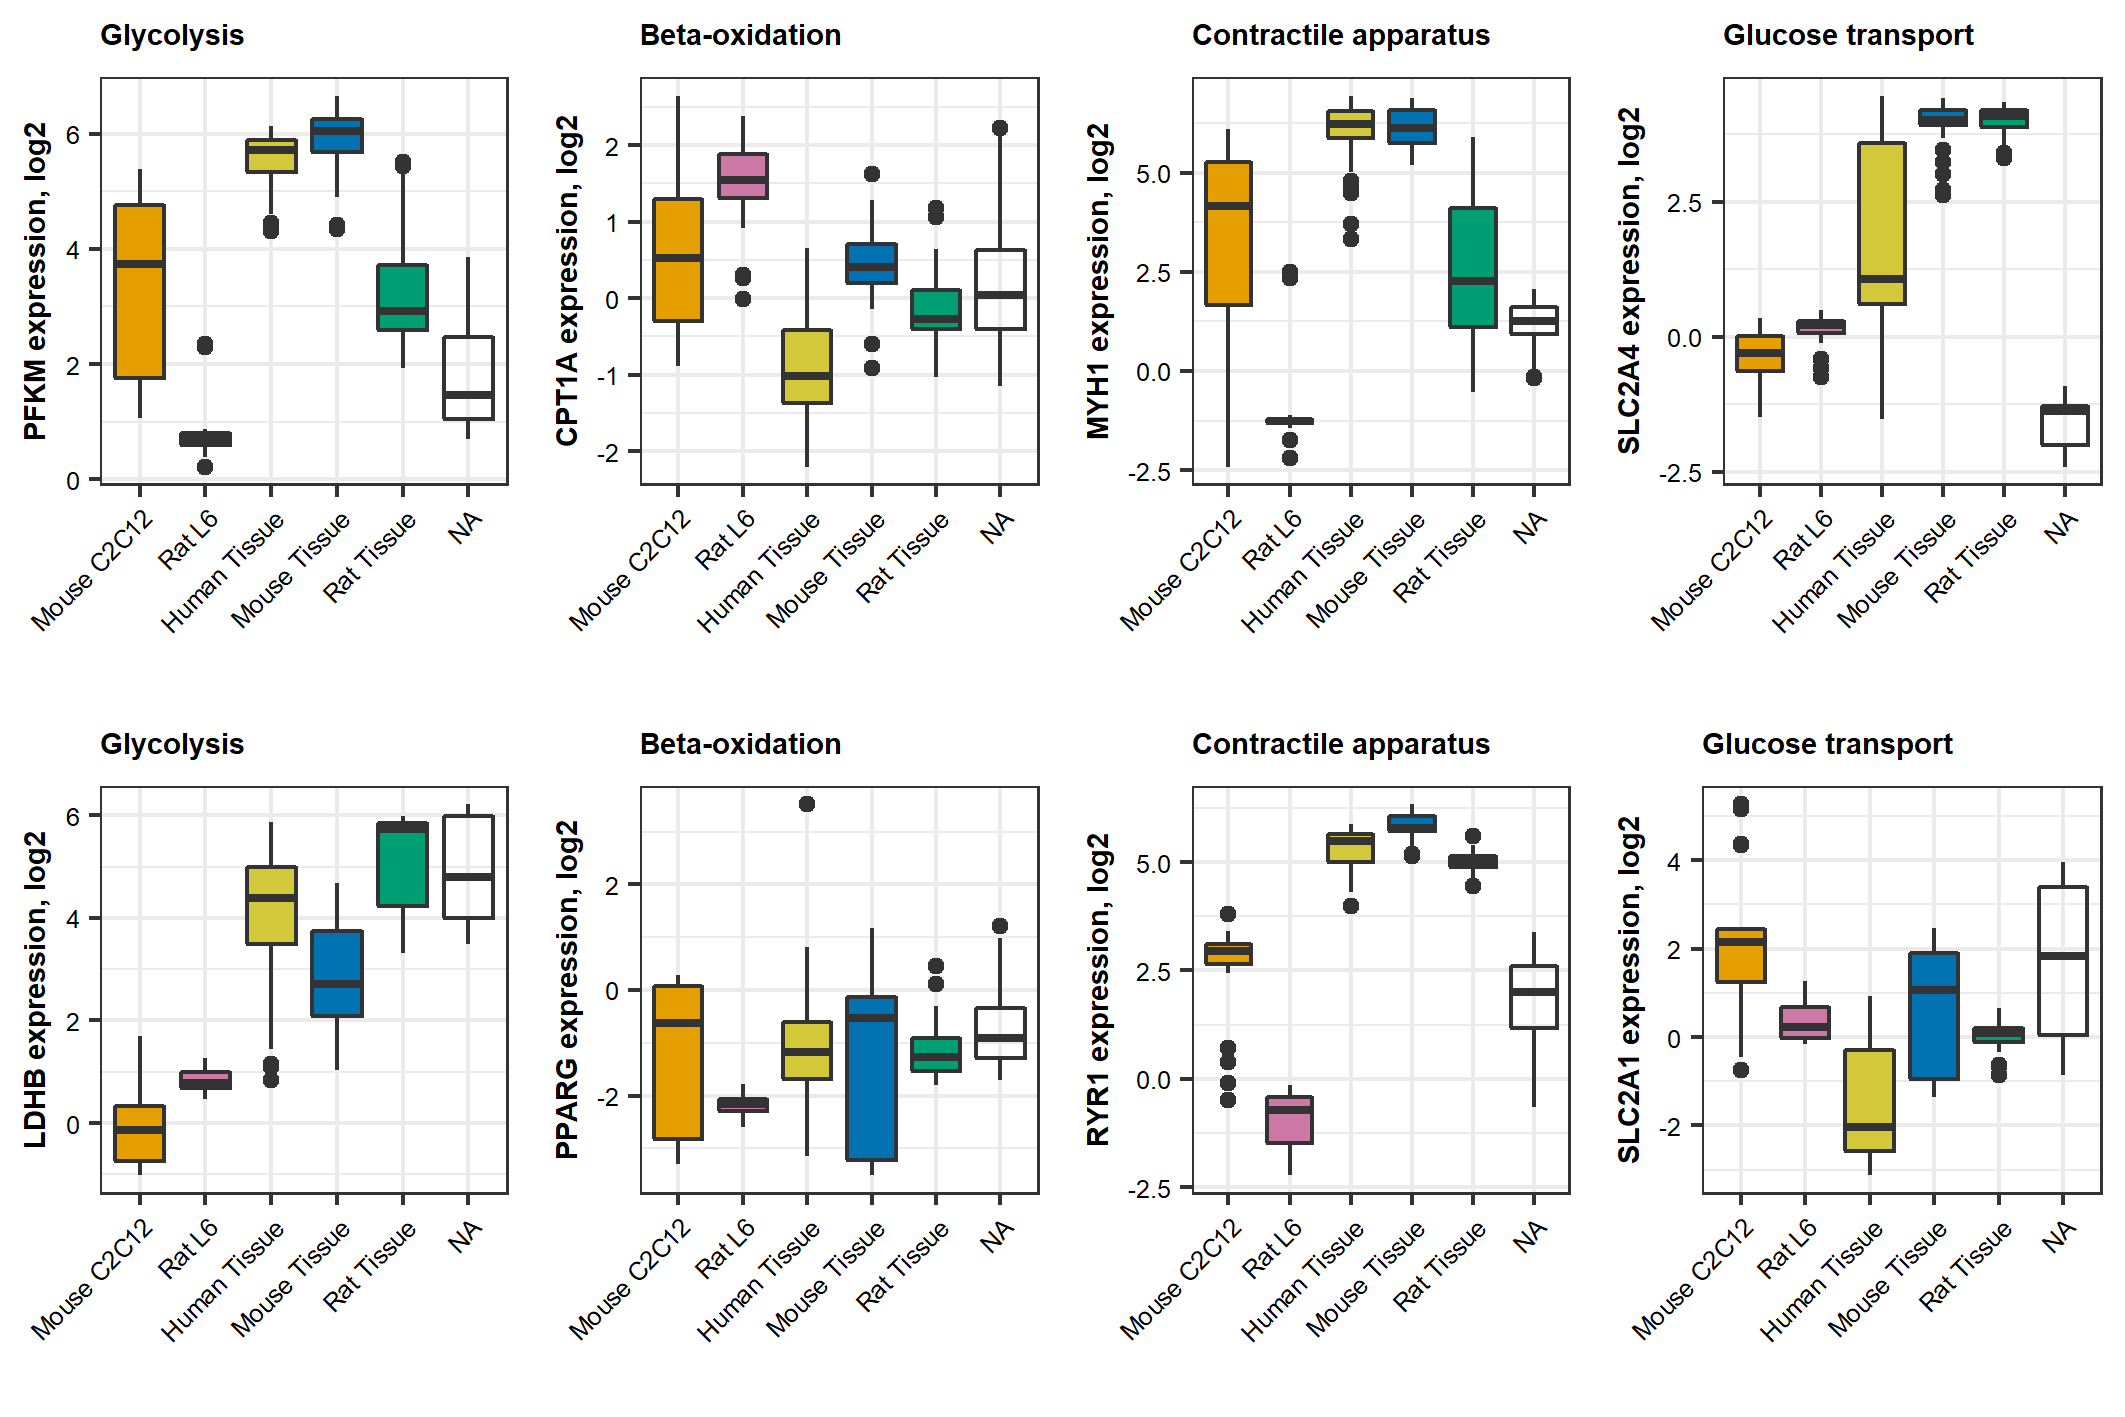 Glycolysis
Beta-oxidation
Contractile apparatus
Glucose transport
PFKM expression, log2
6
4
2
0
Mouse C2C12
Rat L6
Human Tissue
Mouse Tissue
Rat Tissue
NA
CPT1A expression, log2
2
1
0
-1
-2
Mouse C2C12
Rat L6
Human Tissue
Mouse Tissue
Rat Tissue
NA
MYH1 expression, log2
5.0
2.5
0.0
-2.5
Mouse C2C12
Rat L6
Human Tissue
Mouse Tissue
Rat Tissue
NA
SLC2A4 expression, log2
2.5
0.0
-2.5
Mouse C2C12
Rat L6
Human Tissue
Mouse Tissue
Rat Tissue
NA
Glycolysis
Beta-oxidation
Contractile apparatus
Glucose transport
LDHB expression, log2
6
4
2
0
Mouse C2C12
Rat L6
Human Tissue
Mouse Tissue
Rat Tissue
NA
PPARG expression, log2
2
0
-2
Mouse C2C12
Rat L6
Human Tissue
Mouse Tissue
Rat Tissue
NA
RYR1 expression, log2
5.0
2.5
0.0
-2.5
Mouse C2C12
Rat L6
Human Tissue
Mouse Tissue
Rat Tissue
NA
SLC2A1 expression, log2
4
2
0
-2
Mouse C2C12
Rat L6
Human Tissue
Mouse Tissue
Rat Tissue
NA